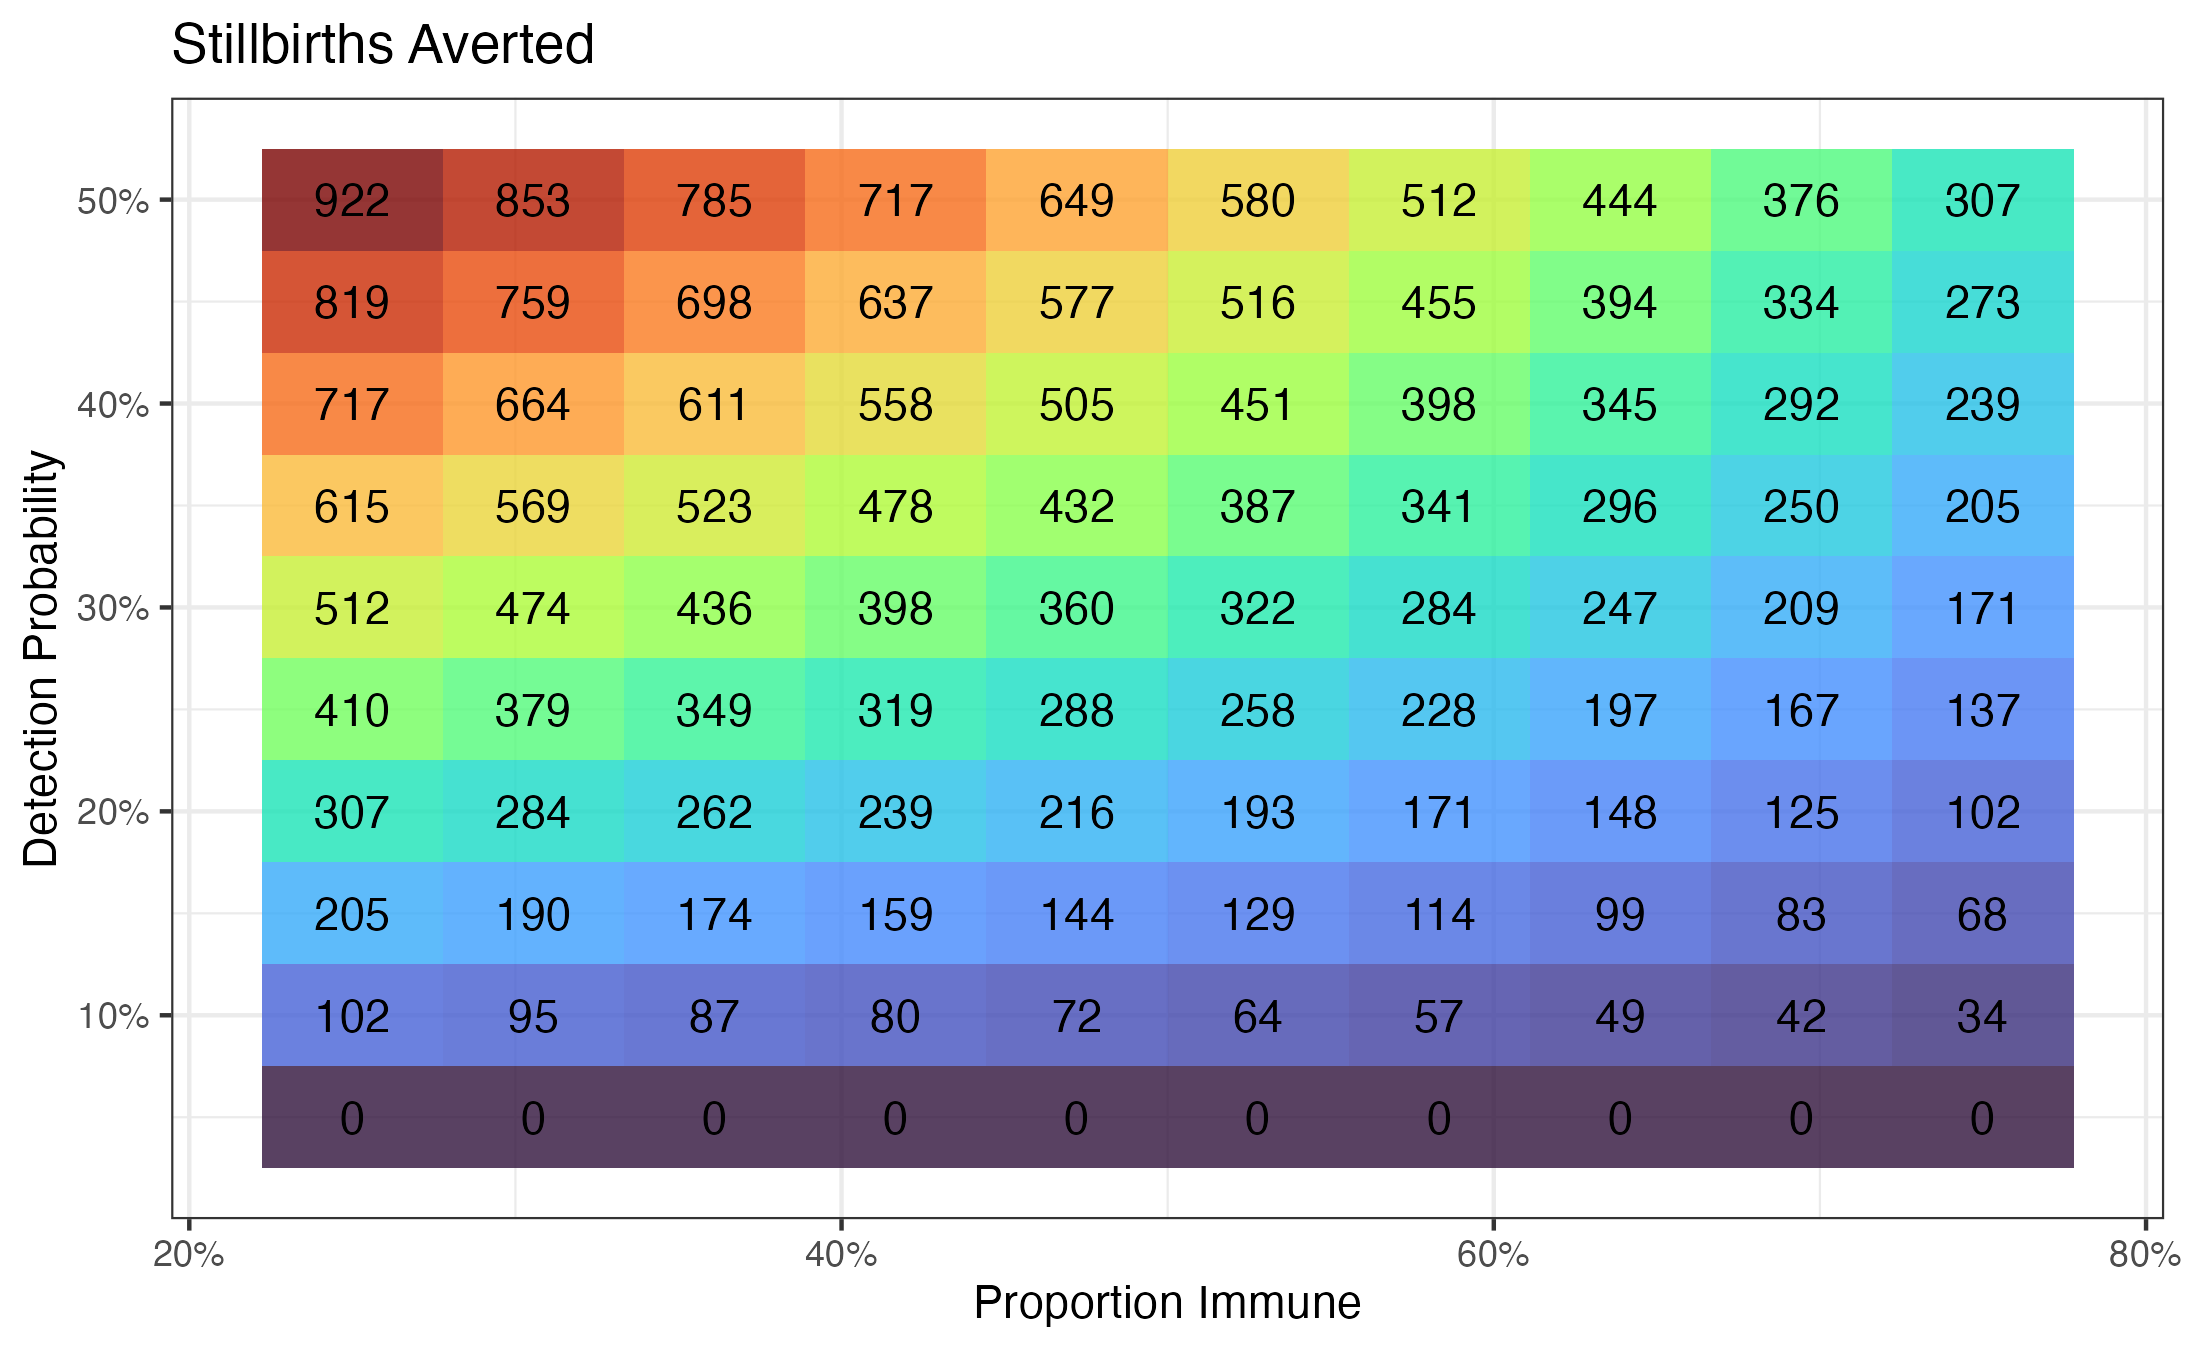 Stillbirths Averted
Detection Probability
50% 922 853 785 717 649 580 512 444 376 307
819 759 698 637 577 516 455 394 334 273
40% 717 664 611 558 505 451 398 345 292 239
615 569 523 478 432 387 341 296 250 205
30% 512 474 436 398 360 322 284 247 209 171
410 379 349 319 288 258 228 197 167 137
20% 307 284 262 239 216 193 171 148 125 102
205 190 174 159 144 129 114 99 83 68
10% 102 95 87 80 72 64 57 49 42 34
0 0 0 0 0 0 0 0 0 0
20% 40% 60% 80%
Proportion Immune